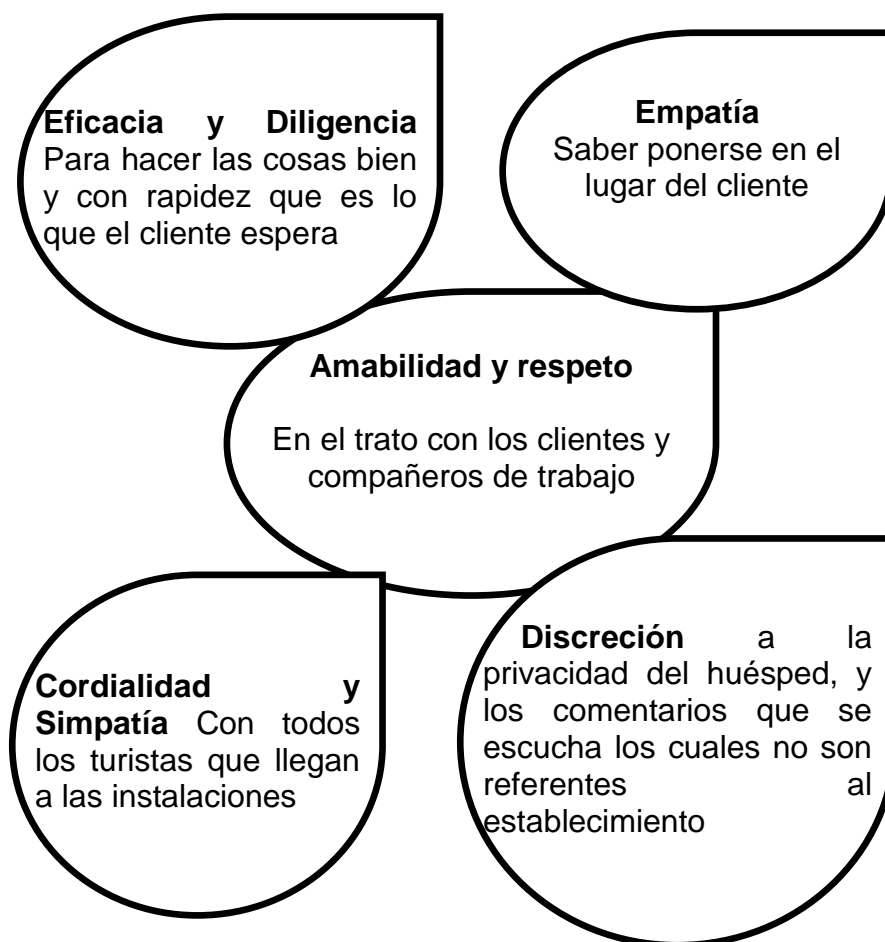 Eficacia y Diligencia
Para hacer las cosas bien
y con rapidez que es lo
que el cliente espera
Empatía
Saber ponerse en el
lugar del cliente
Amabilidad y respeto
En el trato con los clientes y
compañeros de trabajo
Cordialidad y
Simpatía Con todos
los turistas que llegan
a las instalaciones
Discreción a la
privacidad del huésped, y
los comentarios que se
escucha los cuales no son
referentes al
establecimiento